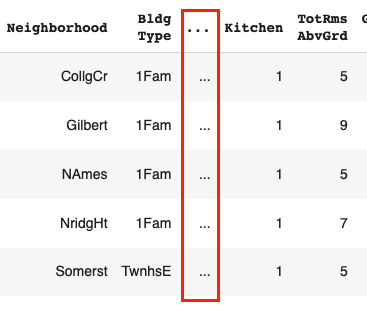 Neighborhood Bldg Type ... Kitchen TotRms AbvGrd
CollgCr 1Fam ... 1 5
Gilbert 1Fam ... 1 9
NAmes 1Fam ... 1 5
NridgHt 1Fam ... 1 7
Somerst TwnhsE ... 1 5